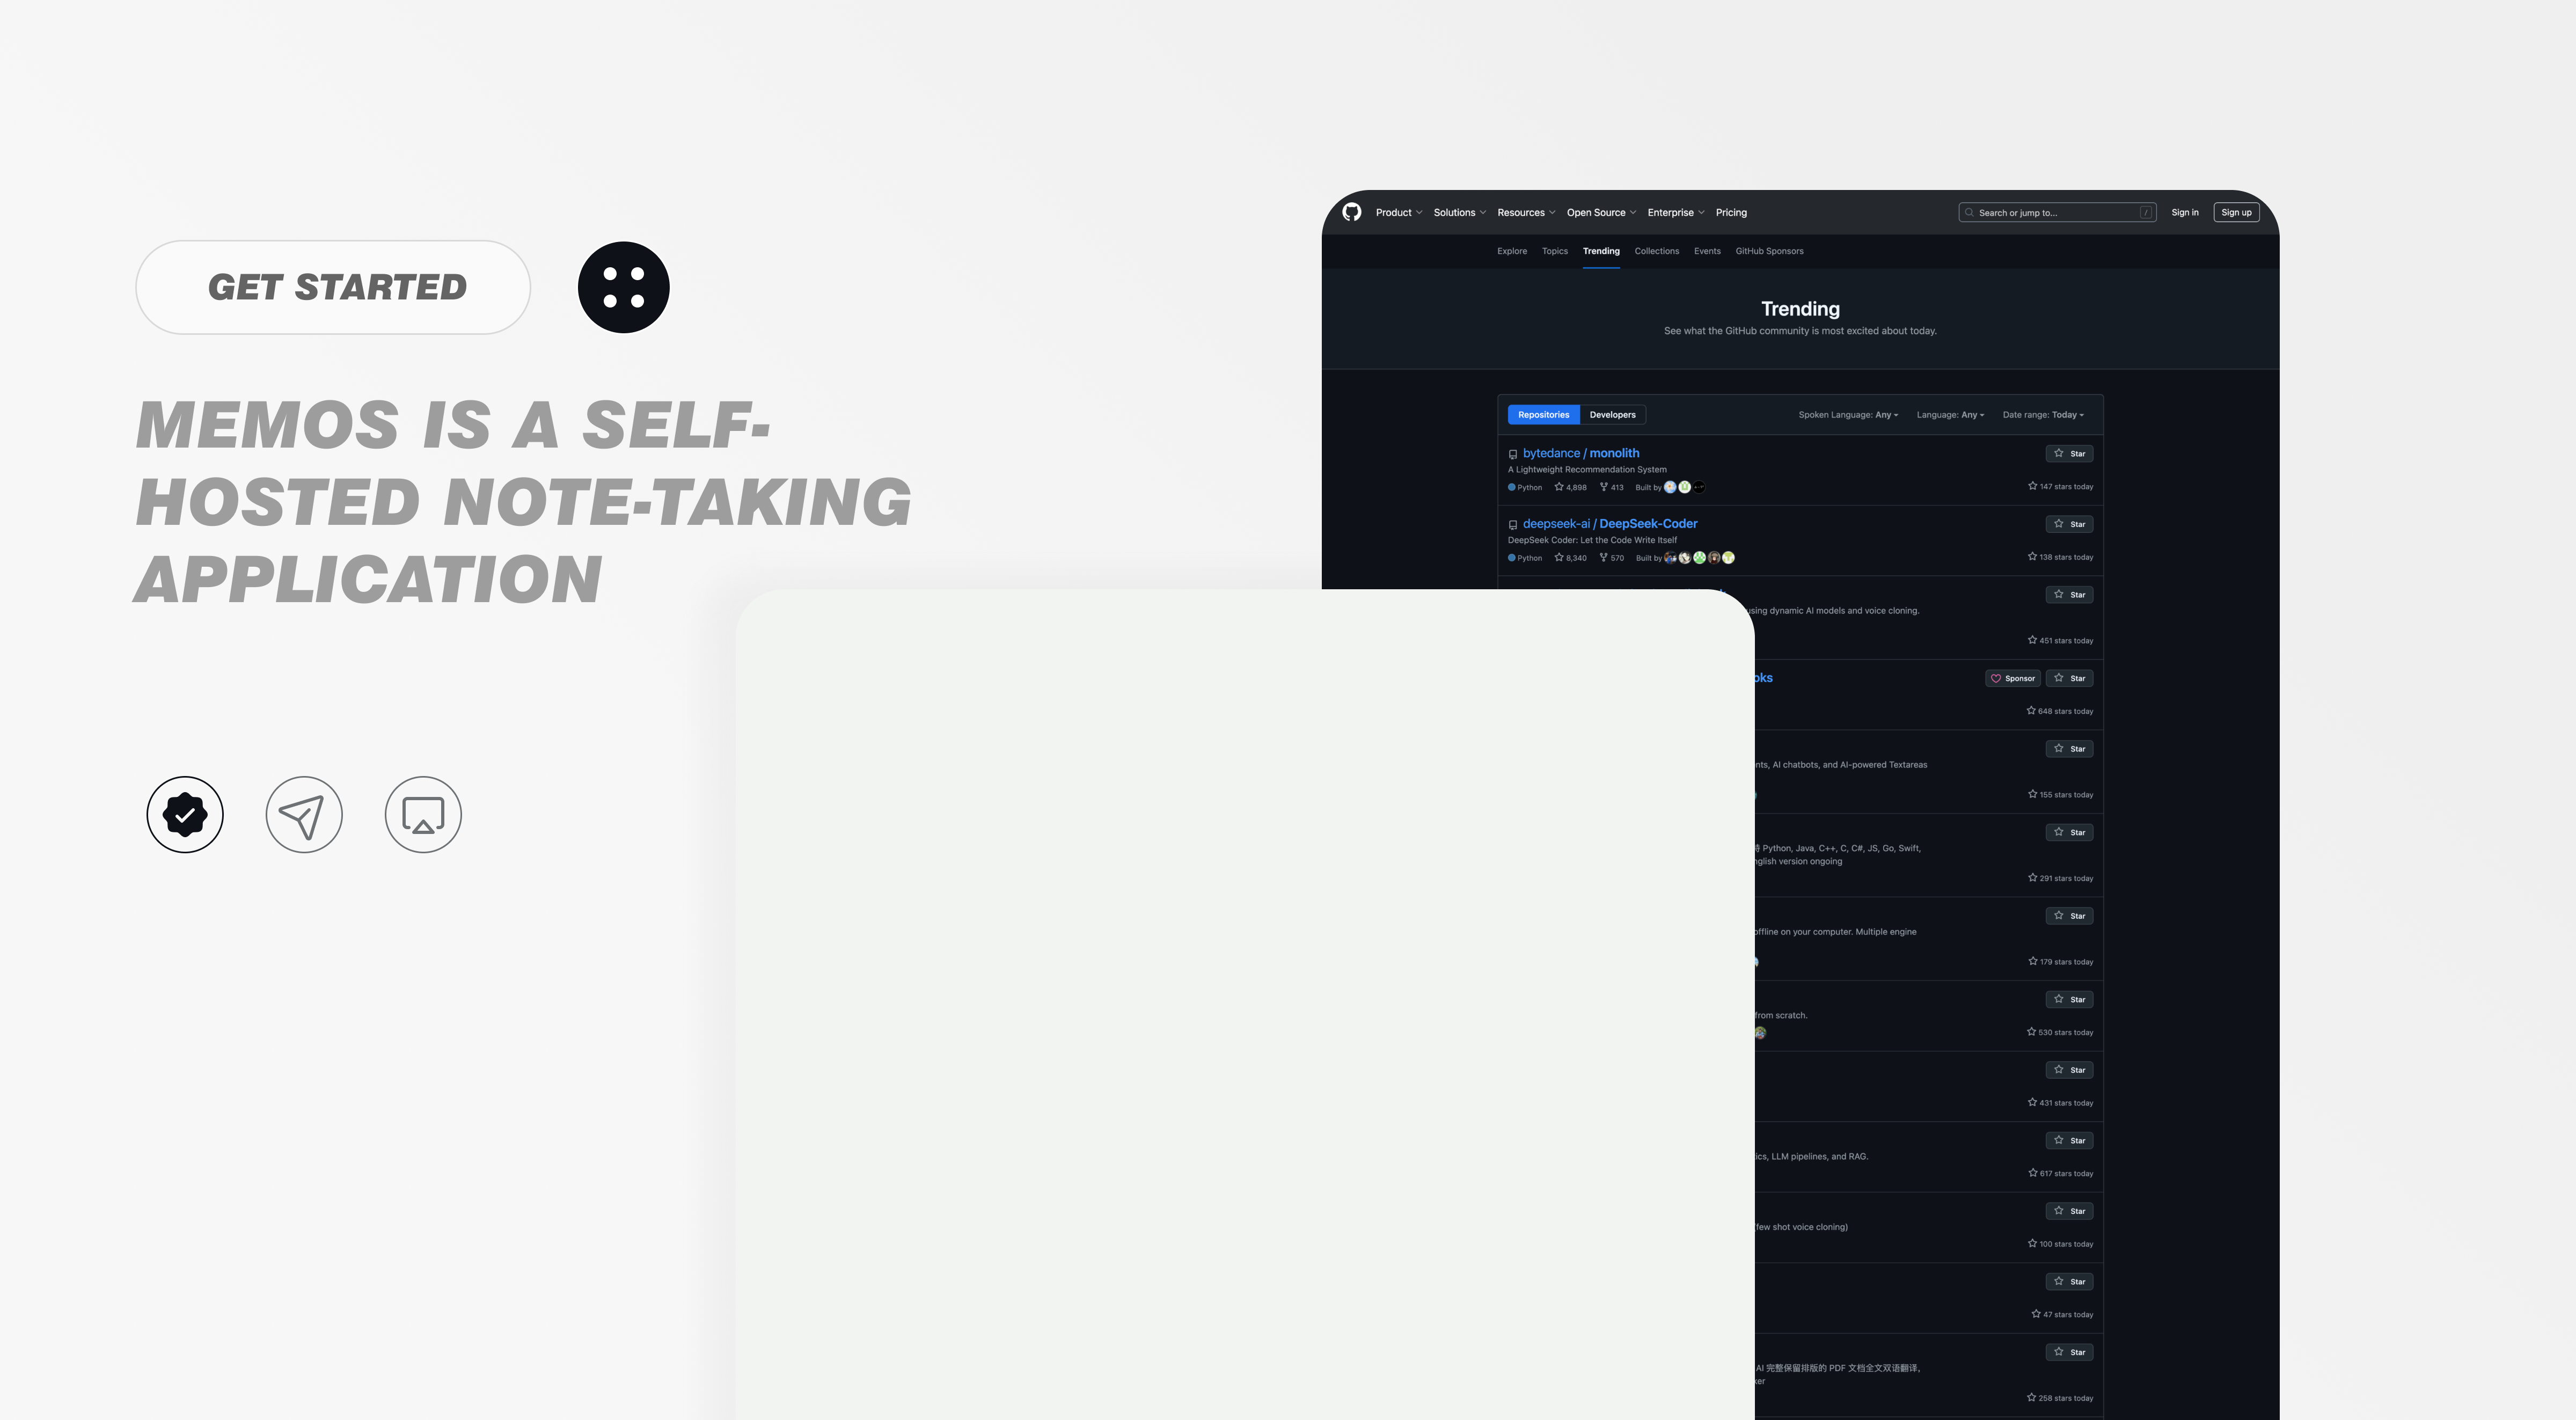 GET STARTED
MEMOS IS A SELF-
HOSTED NOTE-TAKING
APPLICATION
Product Solutions Resources Open Source Enterprise Pricing Search or jump to... / Sign in Sign up
Explore Topics Trending Collections Events GitHub Sponsors
Trending
See what the GitHub community is most excited about today.
Repositories Developers Spoken Language: Any Language: Any Date range: Today
bytedance / monolith Star
A Lightweight Recommendation System
Python 4,898 413 Built by 147 stars today
deepseek-ai / DeepSeek-Coder Star
DeepSeek Coder: Let the Code Write Itself
Python 8,340 570 Built by 138 stars today
Star
using dynamic AI models and voice cloning.
451 stars today
oks Sponsor Star
648 stars today
Star
nts, AI chatbots, and AI-powered Textareas
155 stars today
Star
持 Python, Java, C++, C, C#, JS, Go, Swift,
nglish version ongoing
291 stars today
Star
offline on your computer. Multiple engine
179 stars today
Star
from scratch.
530 stars today
Star
431 stars today
Star
ics, LLM pipelines, and RAG.
617 stars today
Star
(few shot voice cloning)
100 stars today
Star
47 stars today
Star
AI 完整保留排版的 PDF 文档全文双语翻译,
ker
258 stars today